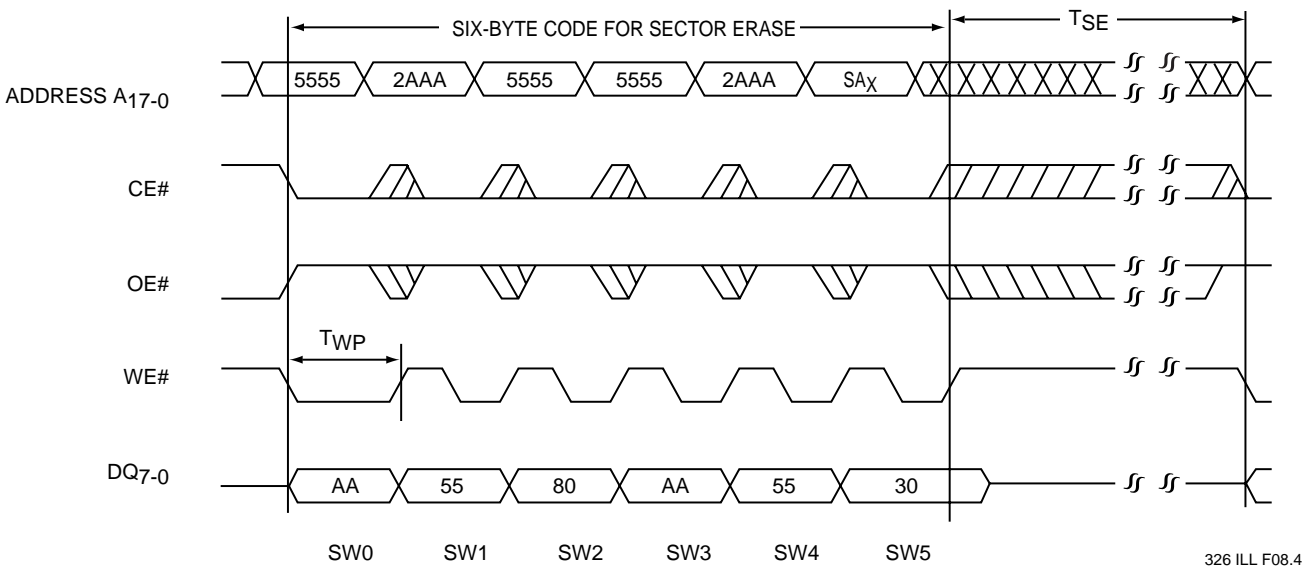 SIX-BYTE CODE FOR SECTOR ERASE
TSE
ADDRESS A17-0
5555 2AAA 5555 5555 2AAA SAX
CE#
OE#
TWP
WE#
DQ7-0
AA 55 80 AA 55 30
SW0 SW1 SW2 SW3 SW4 SW5
326 ILL F08.4